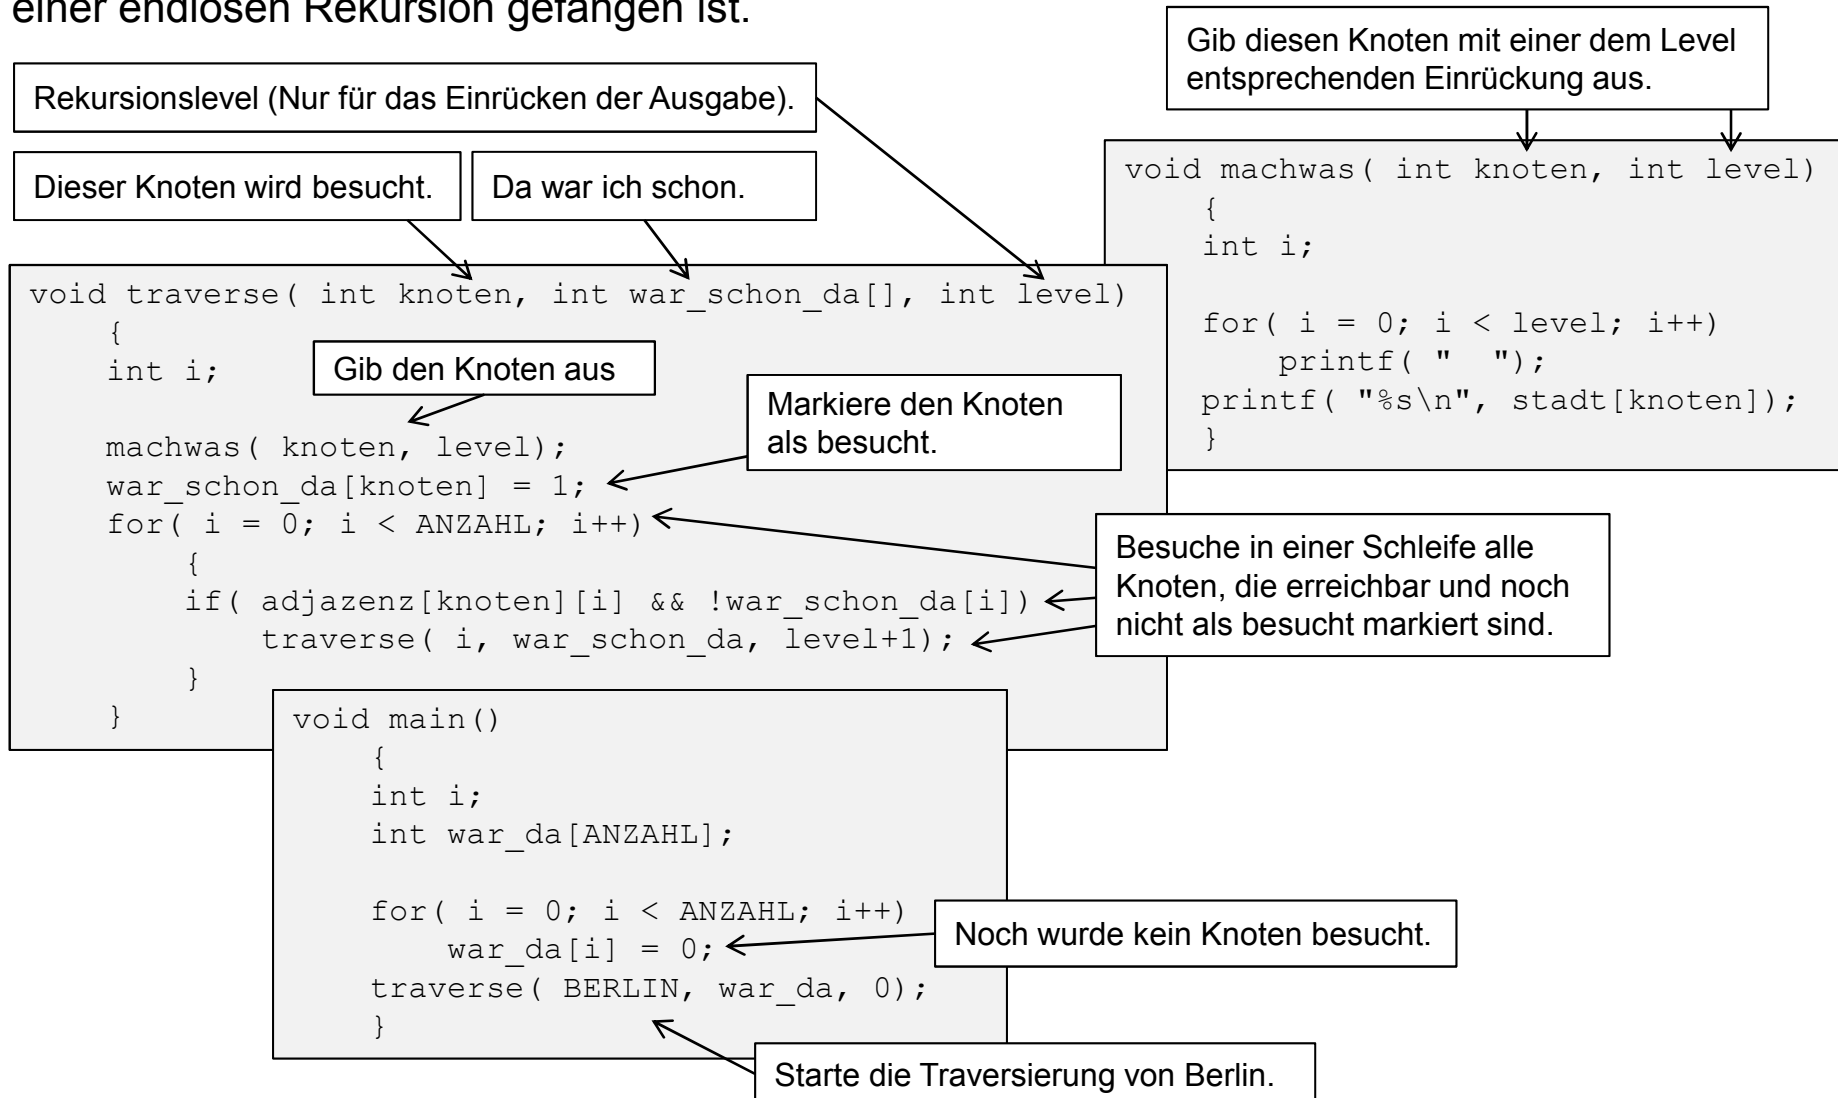 einer endlosen Rekursion gefangen ist.
Gib diesen Knoten mit einer dem Level
entsprechenden Einrückung aus.
Rekursionslevel (Nur für das Einrücken der Ausgabe).
Dieser Knoten wird besucht.
Da war ich schon.
void machwas( int knoten, int level)
{
int i;
for( i = 0; i < level; i++)
printf( "  ");
printf( "%s\n", stadt[knoten]);
}
void traverse( int knoten, int war_schon_da[], int level)
{
int i;
Gib den Knoten aus
Markiere den Knoten
als besucht.
machwas( knoten, level);
war_schon_da[knoten] = 1;
for( i = 0; i < ANZAHL; i++)
{
if( adjazenz[knoten][i] && !war_schon_da[i])
traverse( i, war_schon_da, level+1);
}
}
Besuche in einer Schleife alle
Knoten, die erreichbar und noch
nicht als besucht markiert sind.
void main()
{
int i;
int war_da[ANZAHL];
for( i = 0; i < ANZAHL; i++)
war_da[i] = 0;
traverse( BERLIN, war_da, 0);
}
Noch wurde kein Knoten besucht.
Starte die Traversierung von Berlin.